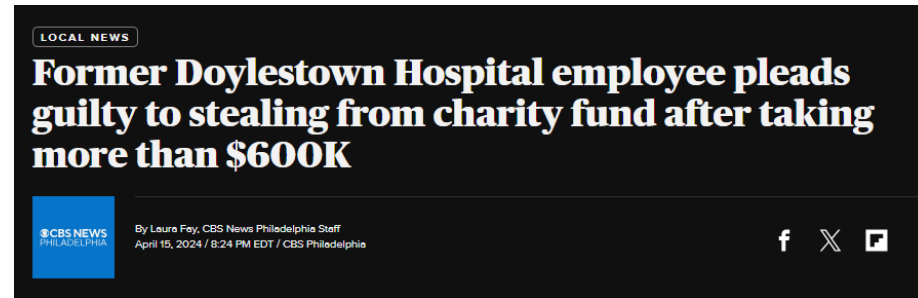 LOCAL NEWS
Former Doylestown Hospital employee pleads
guilty to stealing from charity fund after taking
more than $600K
CBS NEWS
PHILADELPHIA
By Laura Fay, CBS News Philadelphia Staff
April 15, 2024 / 8:24 PM EDT / CBS Philadelphia